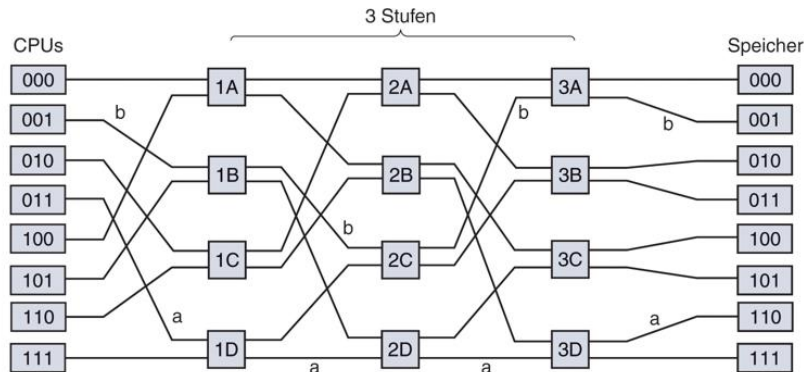 3 Stufen
CPUs
Speicher
000 1A 2A 3A 000
001 b b b 001
010 1B 2B 3B 010
011 011
b
100 100
1C 2C 3C
101 101
110 a a 110
1D 2D 3D
111 a a 111